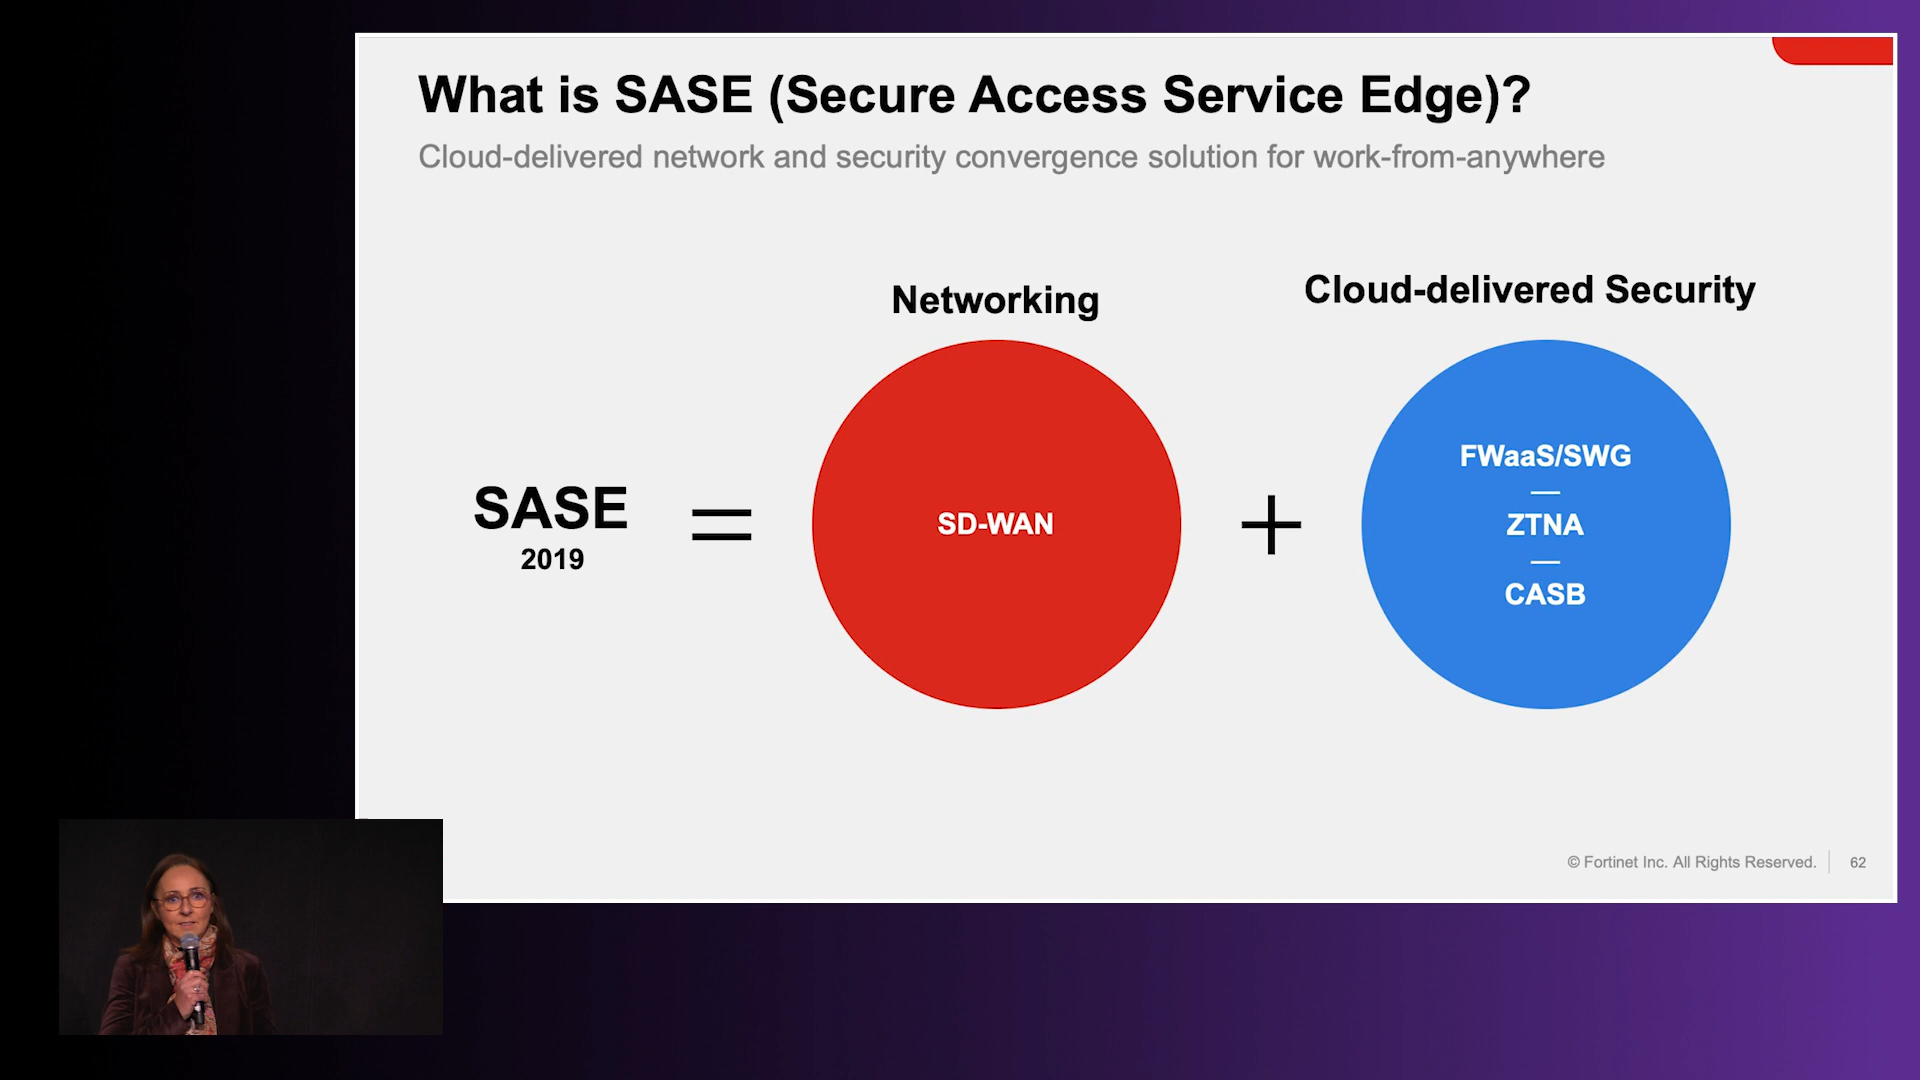 What is SASE (Secure Access Service Edge)?
Cloud-delivered network and security convergence solution for work-from-anywhere
Networking
Cloud-delivered Security
SASE
2019
=
SD-WAN
+
FWaaS/SWG
—
ZTNA
—
CASB
© Fortinet Inc. All Rights Reserved.
62